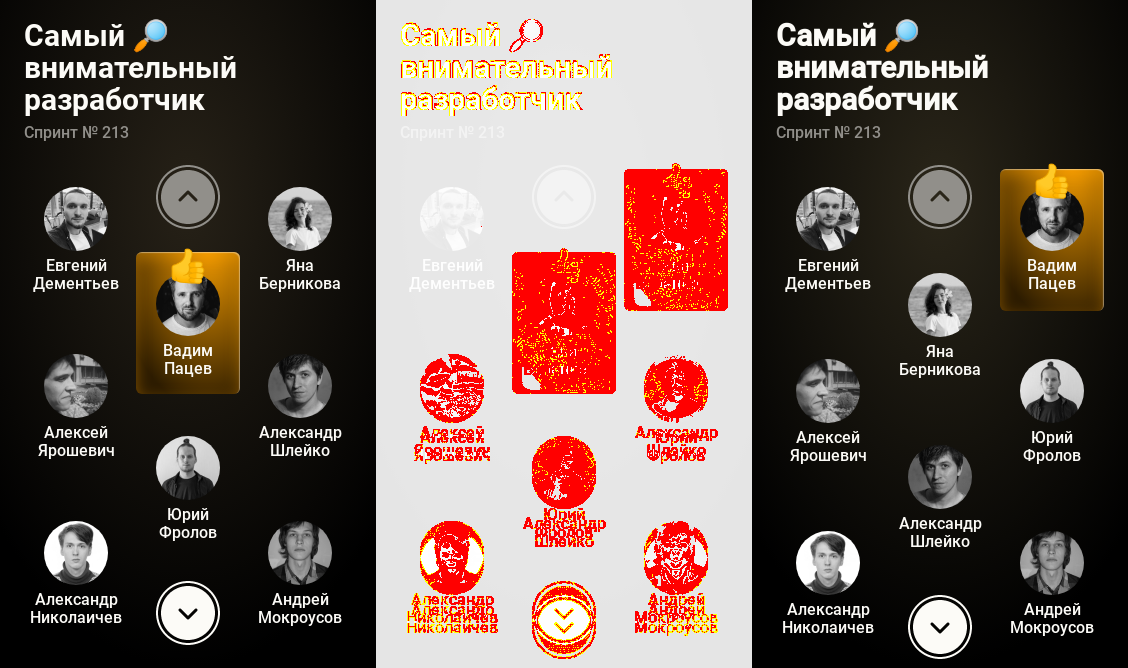 Самый 🔎
внимательный
разработчик
Спринт № 213
Евгений
Дементьев
Яна
Берникова
Вадим
Пацев
Алексей
Ярошевич
Александр
Шлейко
Юрий
Фролов
Александр
Николаичев
Андрей
Мокроусов
Самый 🔎
внимательный
разработчик
Спринт № 213
Евгений
Дементьев
Самый 🔎
внимательный
разработчик
Спринт № 213
Евгений
Дементьев
Вадим
Пацев
Яна
Берникова
Алексей
Ярошевич
Юрий
Фролов
Александр
Шлейко
Александр
Николаичев
Андрей
Мокроусов